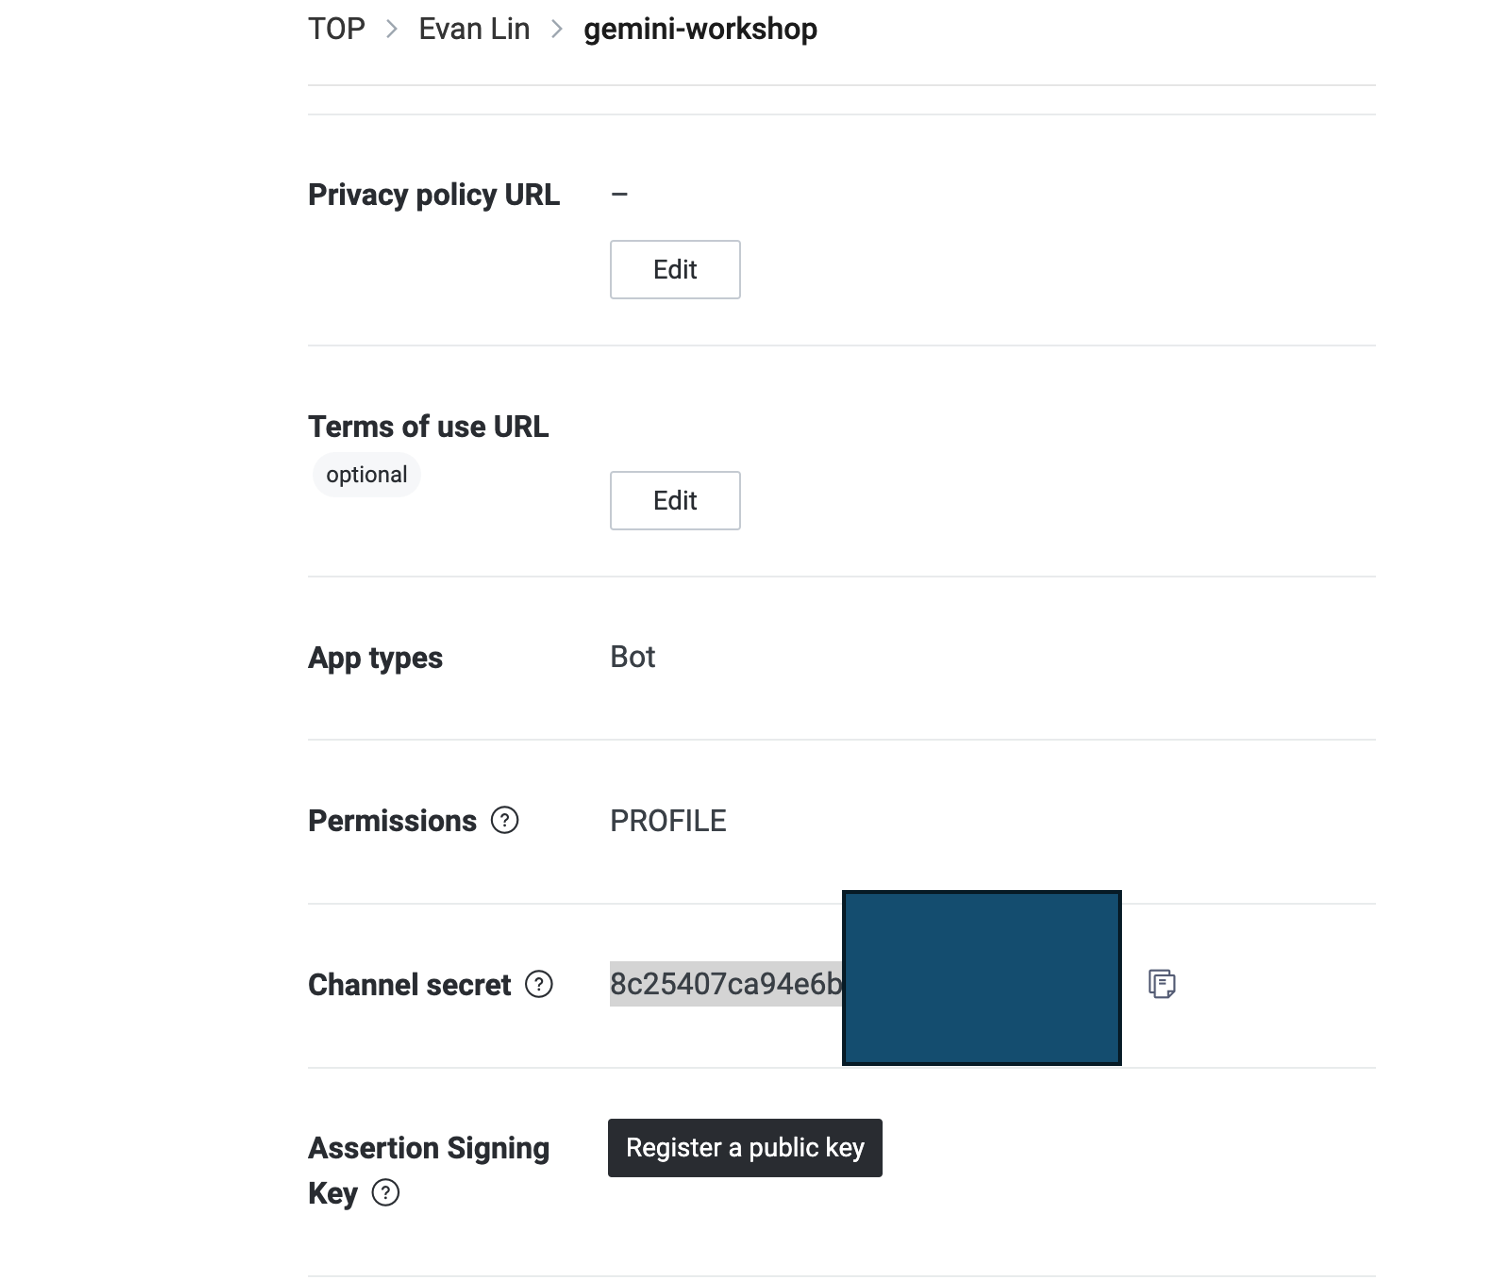 TOP > Evan Lin > gemini-workshop
Privacy policy URL –
Edit
Terms of use URL
optional
Edit
App types Bot
Permissions ? PROFILE
Channel secret ? 8c25407ca94e6b
Assertion Signing
Key ?
Register a public key